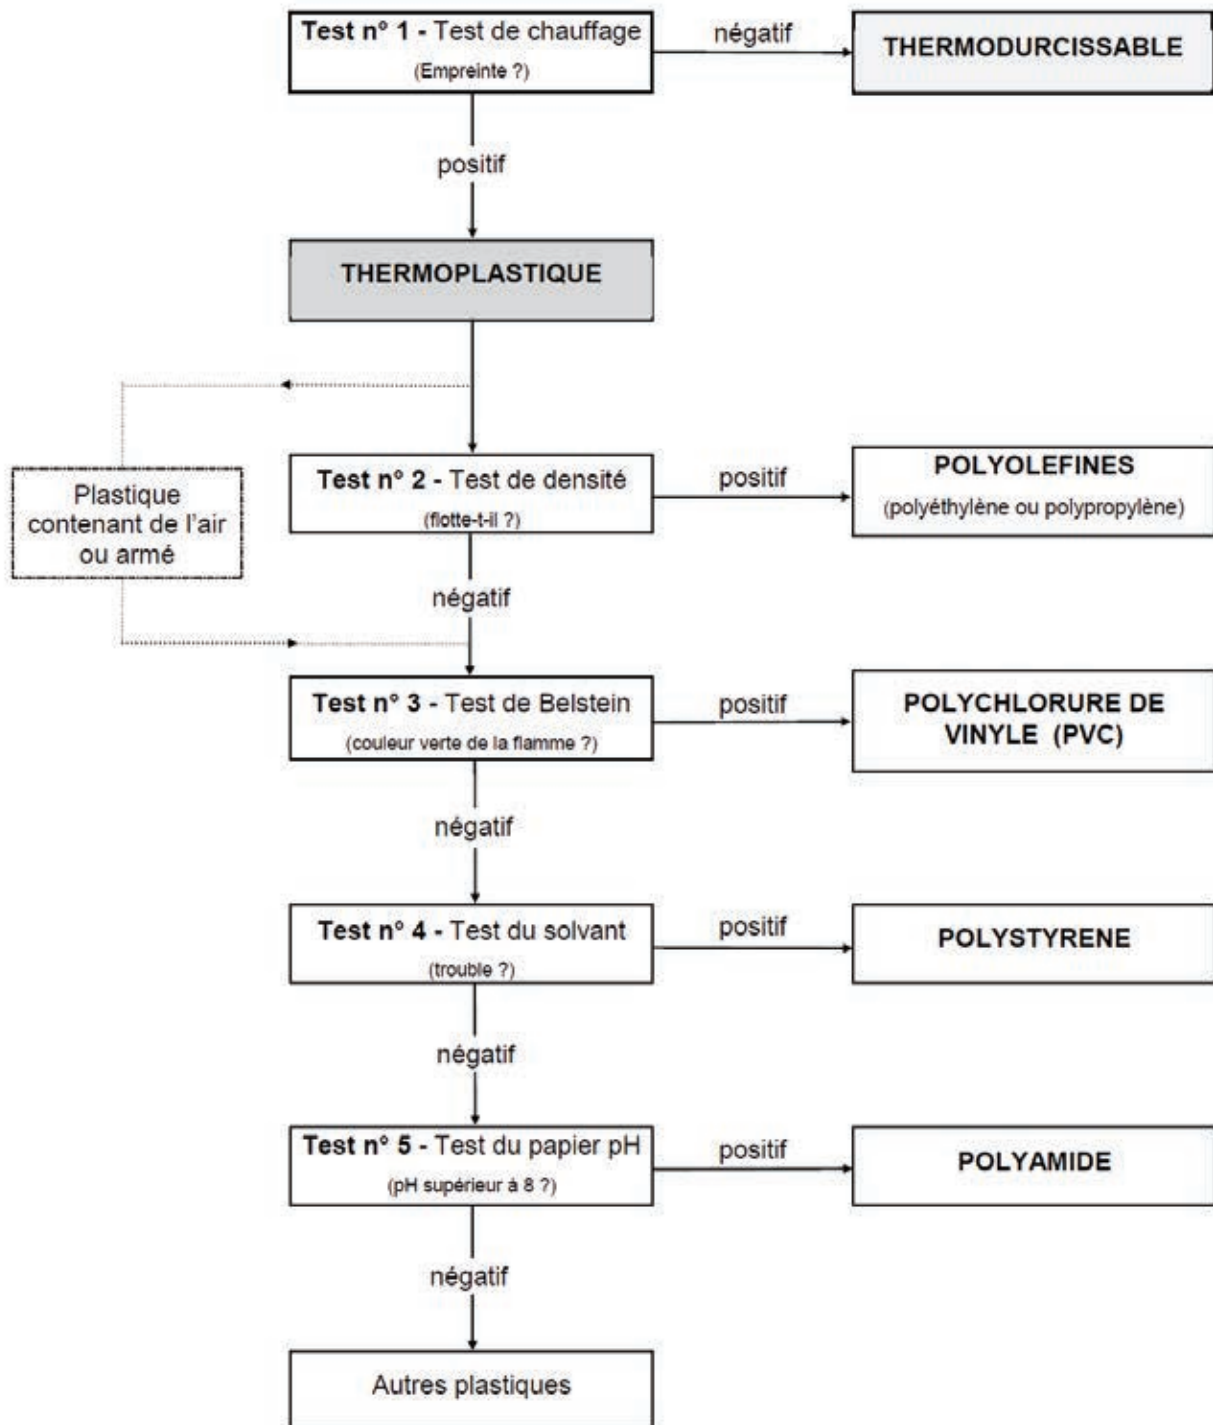 Test n° 1 - Test de chauffage
(Empreinte ?)
négatif
THERMODURCISSABLE
positif
THERMOPLASTIQUE
Plastique
contenant de l'air
ou armé
Test n° 2 - Test de densité
(flotte-t-il ?)
positif
POLYOLEFINES
(polyéthylène ou polypropylène)
négatif
Test n° 3 - Test de Belstein
(couleur verte de la flamme ?)
positif
POLYCHLORURE DE
VINYLE (PVC)
négatif
Test n° 4 - Test du solvant
(trouble ?)
positif
POLYSTYRENE
négatif
Test n° 5 - Test du papier pH
(pH supérieur à 8 ?)
positif
POLYAMIDE
négatif
Autres plastiques